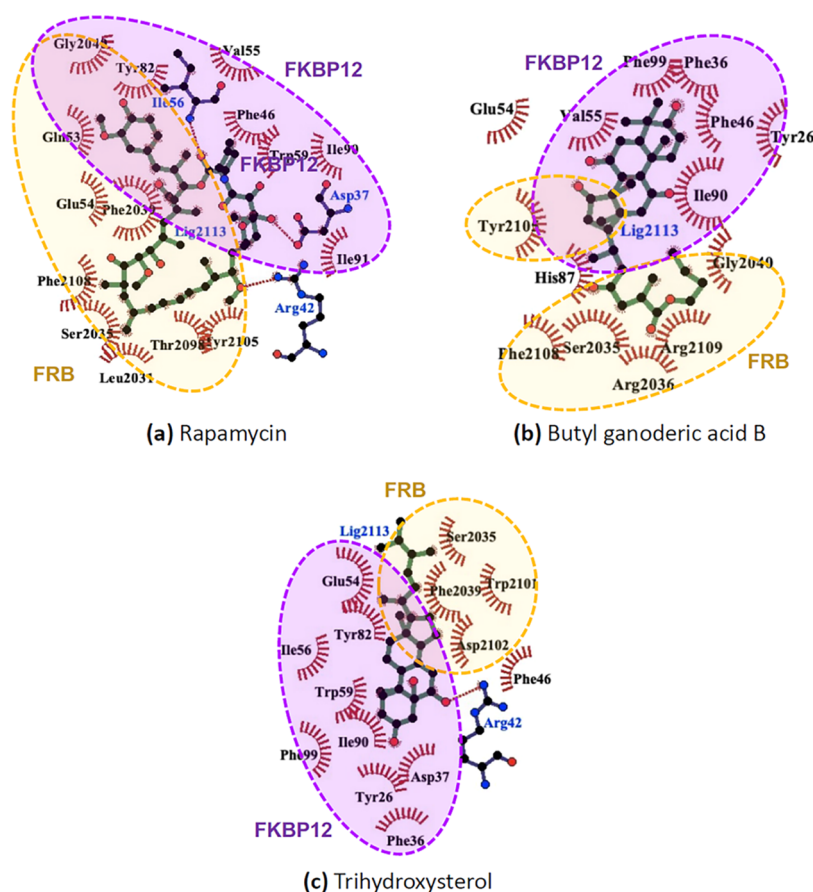 Gly2049
Val55
Tyr82
FKBP12
Ile56
Phe46
Gln53
Trp59
Ile90
FKBP12
Asp37
Glu54
Phe2039
Lig2113
Ile91
Phe2108
Arg42
Ser2035
Thr2098
Tyr2105
FRB
Leu2031
(a) Rapamycin
FKBP12
Phe99
Phe36
Glu54
Val55
Phe46
Tyr26
Ile90
Tyr2105
Lig2113
His87
Gly2049
Phe2108
Ser2035
Arg2109
Arg2036
FRB
(b) Butyl ganoderic acid B
FRB
Lig2113
Ser2035
Glu54
Phe2039
Trp2101
Tyr82
Asp2102
Ile56
Phe46
Trp59
Arg42
Ile90
Phe99
Asp37
Tyr26
FKBP12
Phe36
(c) Trihydroxysterol